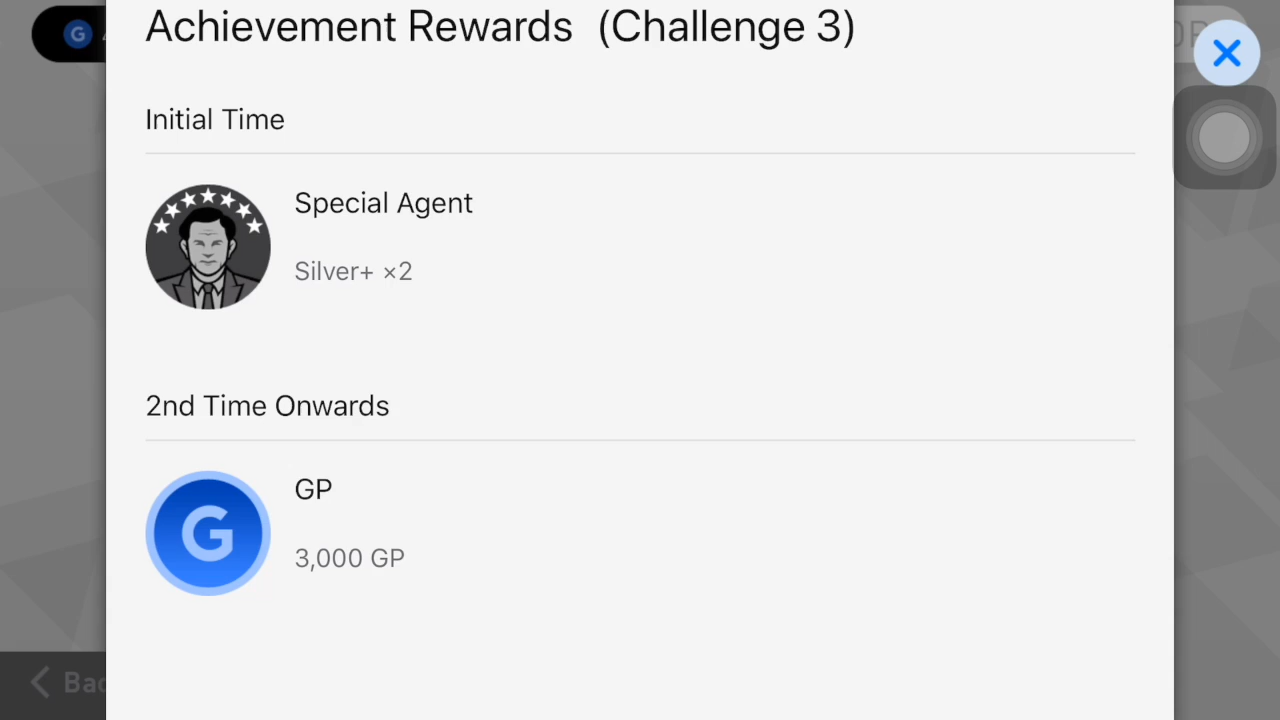 Achievement Rewards (Challenge 3)
Initial Time
Special Agent
Silver+ ×2
2nd Time Onwards
G
GP
3,000 GP
G